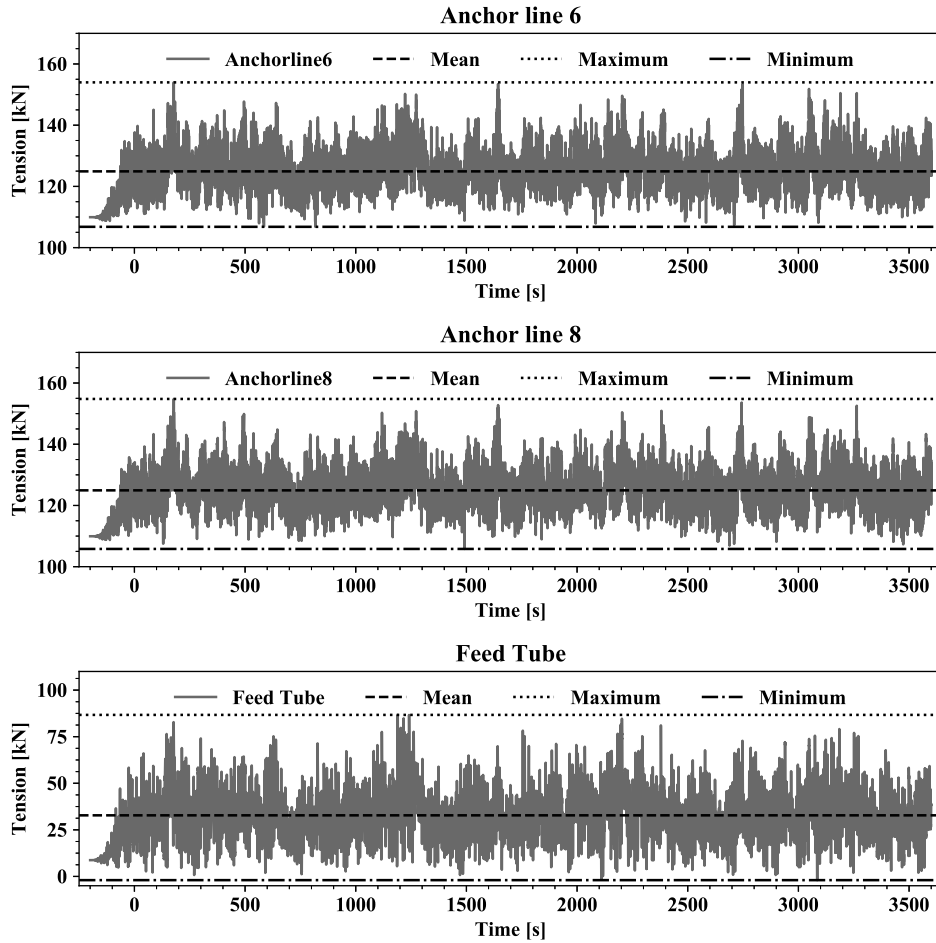 Anchor line 6
Anchorline6 Mean Maximum Minimum
160
140
120
100
Tension [kN]
0 500 1000 1500 2000 2500 3000 3500
Time [s]
Anchor line 8
Anchorline8 Mean Maximum Minimum
160
140
120
100
Tension [kN]
0 500 1000 1500 2000 2500 3000 3500
Time [s]
Feed Tube
Feed Tube Mean Maximum Minimum
100
75
50
25
0
Tension [kN]
0 500 1000 1500 2000 2500 3000 3500
Time [s]